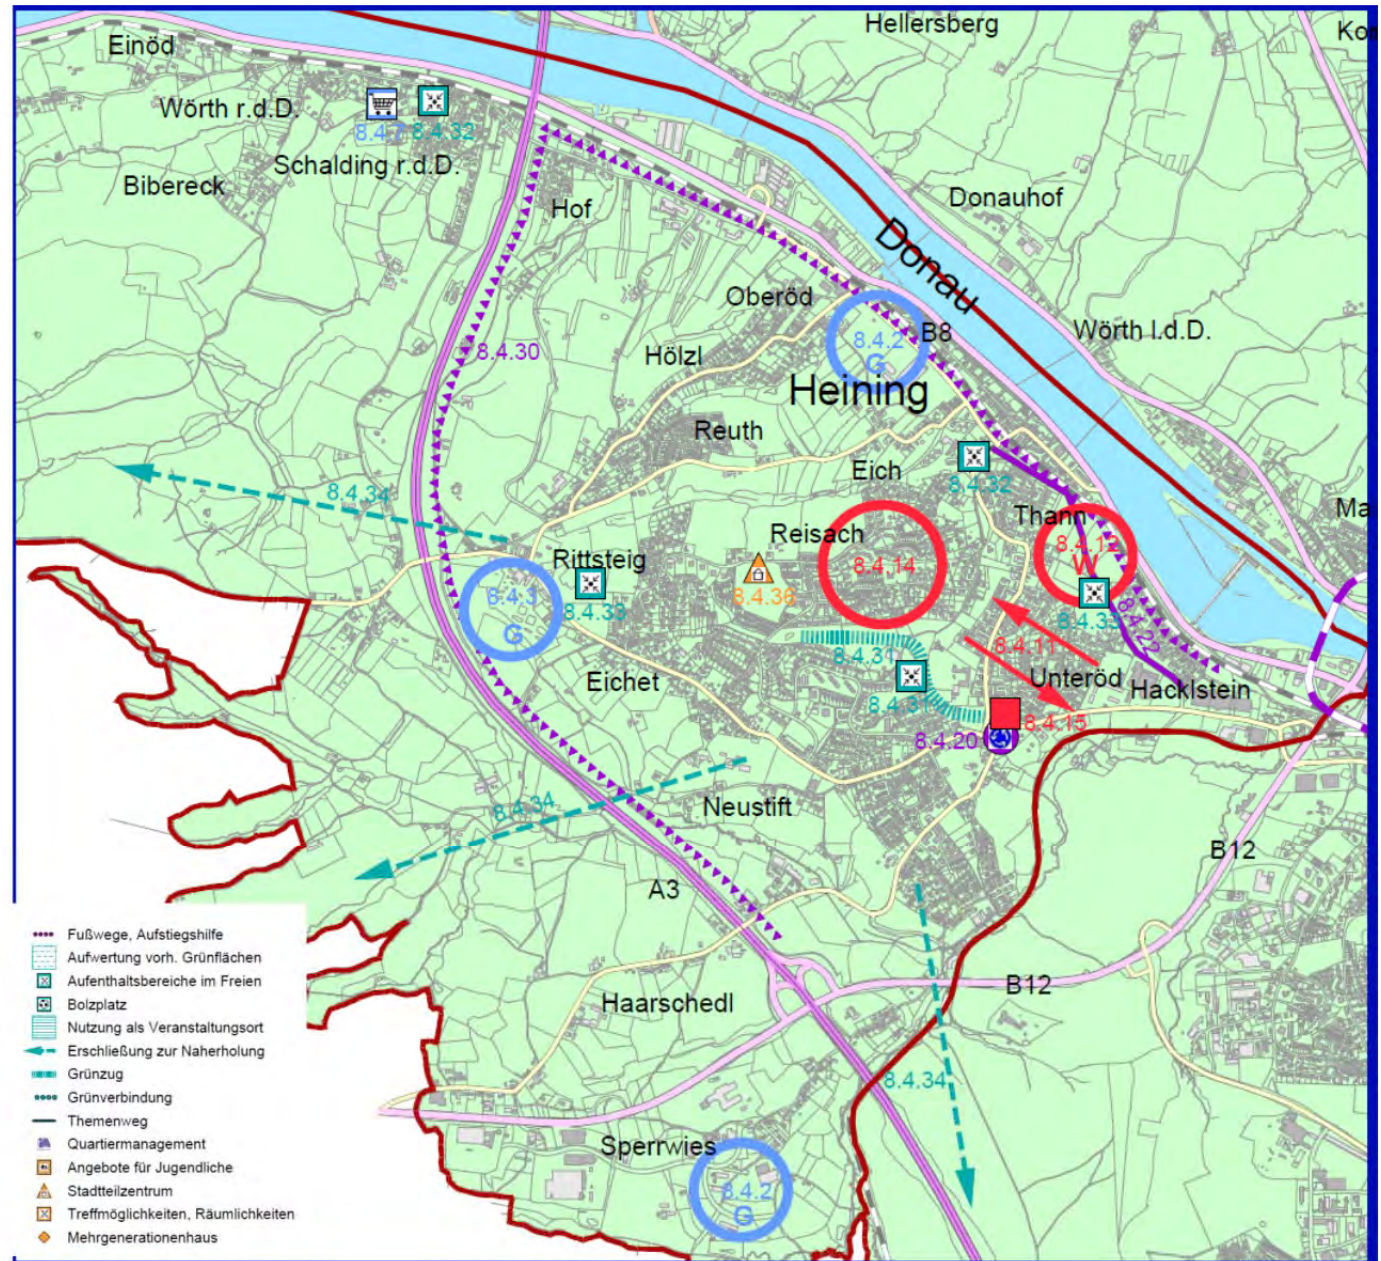 Hellersberg
Einöd
Wörth r.d.D.
8.4.7
8.4.32
Schalding r.d.D.
Bibereck
Hof
Donauhof
Donau
Oberöd
B8
Wörth l.d.D.
8.4.2
G
8.4.30
Hölzl
Heining
Reuth
Eich
8.4.34
8.4.32
Ma
Thann
Reisach
8.4.12
W
Rittsteig
8.4.14
8.4.3
G
8.4.33
8.4.36
8.4.33
8.4.22
8.4.11
8.4.31
Eichet
Unteröd
Hacklstein
8.4.31
8.4.15
8.4.20
8.4.34
Neustift
B12
A3
B12
Haarschedl
8.4.34
Sperrwies
8.4.2
G
Fußwege, Aufstiegshilfe
Aufwertung vorh. Grünflächen
Aufenthaltsbereiche im Freien
Bolzplatz
Nutzung als Veranstaltungsort
Erschließung zur Naherholung
Grünzug
Grünverbindung
Themenweg
Quartiermanagement
Angebote für Jugendliche
Stadtteilzentrum
Treffmöglichkeiten, Räumlichkeiten
Mehrgenerationenhaus